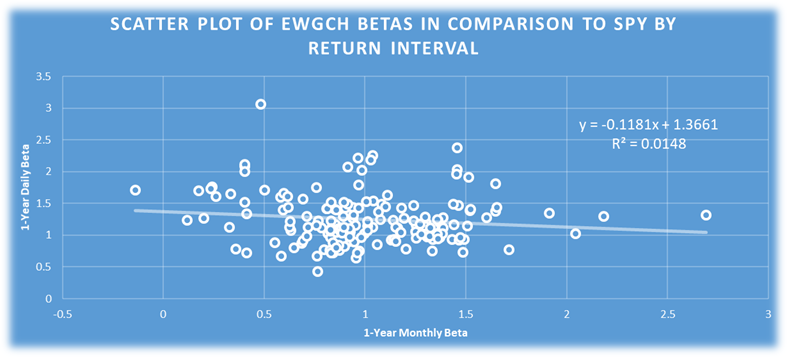 SCATTER PLOT OF EWGCH BETAS IN COMPARISON TO SPY BY
RETURN INTERVAL
3.5
3
2.5
2
1.5
1
0.5
0
1-Year Daily Beta
y = -0.1181x + 1.3661
R² = 0.0148
-0.5 0 0.5 1 1.5 2 2.5 3
1-Year Monthly Beta